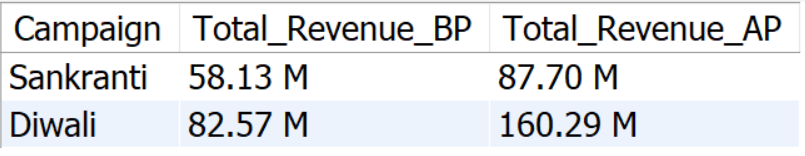 Campaign Total_Revenue_BP Total_Revenue_AP
Sankranti 58.13 M 87.70 M
Diwali 82.57 M 160.29 M